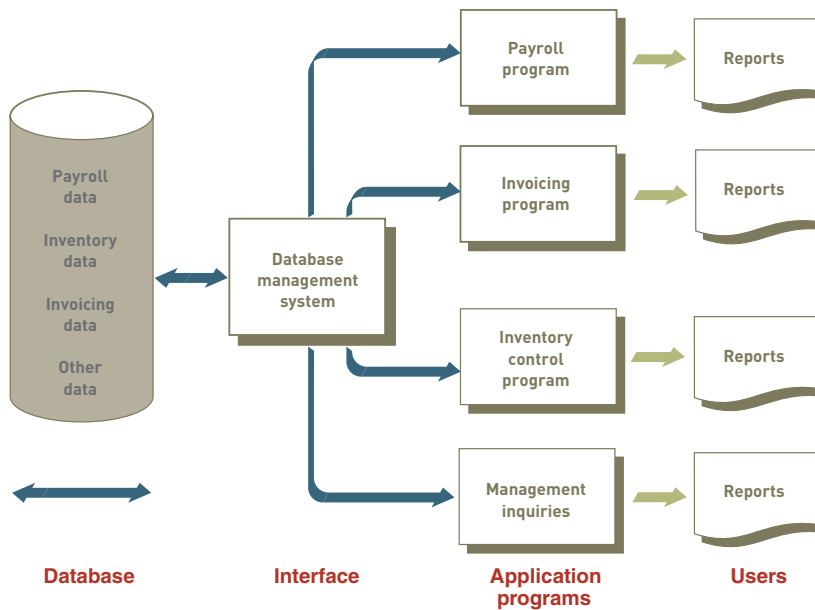 Payroll
data
Inventory
data
Invoicing
data
Other
data
Database
management
system
Payroll
program
Invoicing
program
Inventory
control
program
Management
inquiries
Reports
Reports
Reports
Reports
Database
Interface
Application
programs
Users